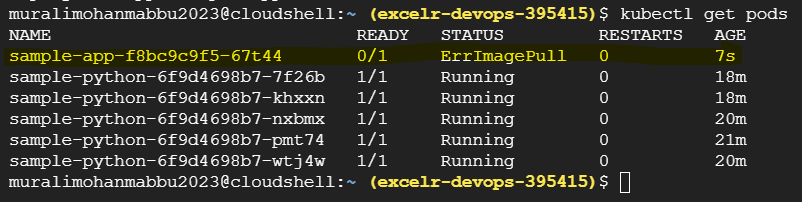 muralimohanmabbu2023@cloudshell:~ (excelr-devops-395415)$ kubectl get pods
NAME READY STATUS RESTARTS AGE
sample-app-f8bc9c9f5-67t44 0/1 ErrImagePull 0 7s
sample-python-6f9d4698b7-7f26b 1/1 Running 0 18m
sample-python-6f9d4698b7-khxxn 1/1 Running 0 18m
sample-python-6f9d4698b7-nxbmx 1/1 Running 0 20m
sample-python-6f9d4698b7-pmt74 1/1 Running 0 21m
sample-python-6f9d4698b7-wtj4w 1/1 Running 0 20m
muralimohanmabbu2023@cloudshell:~ (excelr-devops-395415)$